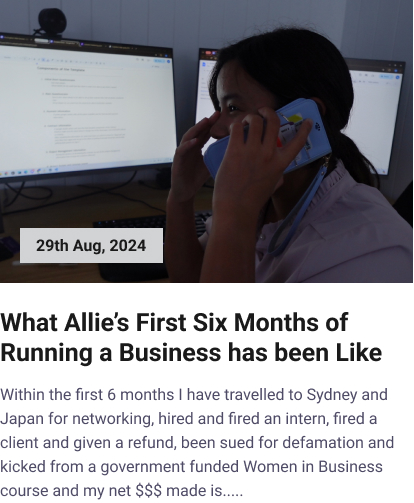 29th Aug, 2024
What Allie's First Six Months of
Running a Business has been Like
Within the first 6 months I have travelled to Sydney and
Japan for networking, hired and fired an intern, fired a
client and given a refund, been sued for defamation and
kicked from a government funded Women in Business
course and my net $$$ made is.....